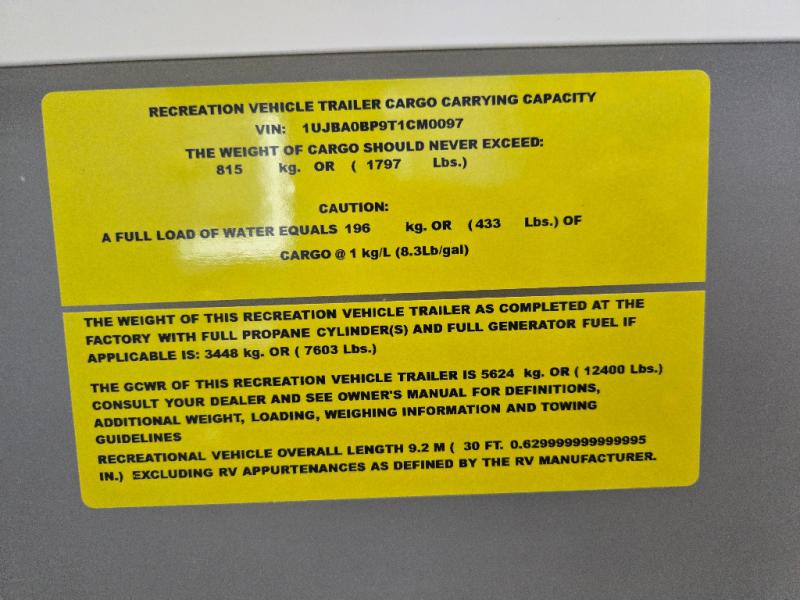 RECREATION VEHICLE TRAILER CARGO CARRYING CAPACITY
VIN: 1UJBA0BP9T1CM0097
THE WEIGHT OF CARGO SHOULD NEVER EXCEED:
815 kg. OR ( 1797 Lbs.)
CAUTION:
A FULL LOAD OF WATER EQUALS 196 kg. OR (433 Lbs.) OF
CARGO @ 1 kg/L (8.3Lb/gal)
THE WEIGHT OF THIS RECREATION VEHICLE TRAILER AS COMPLETED AT THE
FACTORY WITH FULL PROPANE CYLINDER(S) AND FULL GENERATOR FUEL IF
APPLICABLE IS: 3448 kg. OR ( 7603 Lbs.)
THE GCWR OF THIS RECREATION VEHICLE TRAILER IS 5624 kg. OR ( 12400 Lbs.)
CONSULT YOUR DEALER AND SEE OWNER'S MANUAL FOR DEFINITIONS,
ADDITIONAL WEIGHT, LOADING, WEIGHING INFORMATION AND TOWING
GUIDELINES
RECREATIONAL VEHICLE OVERALL LENGTH 9.2 M ( 30 FT. 0.629999999999995
IN.) EXCLUDING RV APPURTENANCES AS DEFINED BY THE RV MANUFACTURER.